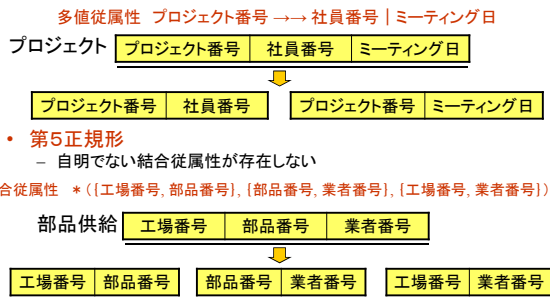 多値従属性 プロジェクト番号 →→ 社員番号 | ミーティング日
プロジェクト プロジェクト番号 社員番号 ミーティング日
プロジェクト番号 社員番号 プロジェクト番号 ミーティング日
• 第5正規形
– 自明でない結合従属性が存在しない
合従属性 *({工場番号, 部品番号}, {部品番号, 業者番号}, {工場番号, 業者番号})
部品供給 工場番号 部品番号 業者番号
工場番号 部品番号 部品番号 業者番号 工場番号 業者番号